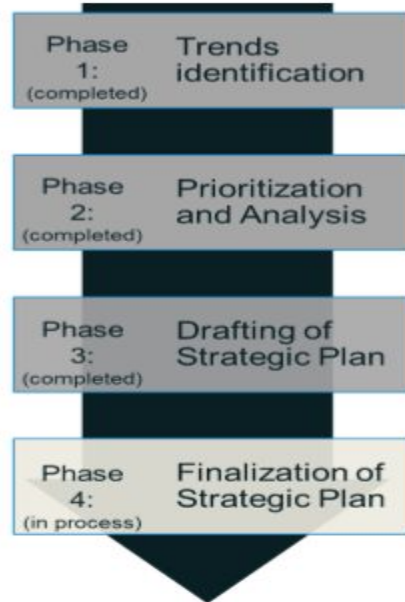 Phase 1: (completed)
Trends identification
Phase 2: (completed)
Prioritization and Analysis
Phase 3: (completed)
Drafting of Strategic Plan
Phase 4: (in process)
Finalization of Strategic Plan